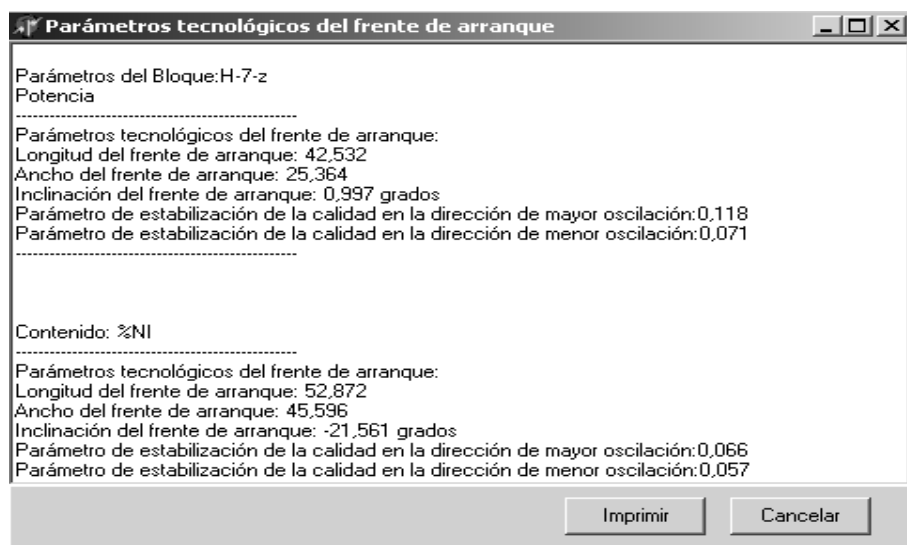 Parámetros tecnológicos del frente de arranque
Parámetros del Bloque:H-7-z
Potencia
--------------------------------------------------
Parámetros tecnológicos del frente de arranque:
Longitud del frente de arranque: 42,532
Ancho del frente de arranque: 25,364
Inclinación del frente de arranque: 0,997 grados
Parámetro de estabilización de la calidad en la dirección de mayor oscilación:0,118
Parámetro de estabilización de la calidad en la dirección de menor oscilación:0,071
--------------------------------------------------
Contenido: %NI
--------------------------------------------------
Parámetros tecnológicos del frente de arranque:
Longitud del frente de arranque: 52,872
Ancho del frente de arranque: 45,596
Inclinación del frente de arranque: -21,561 grados
Parámetro de estabilización de la calidad en la dirección de mayor oscilación:0,066
Parámetro de estabilización de la calidad en la dirección de menor oscilación:0,057
Imprimir Cancelar